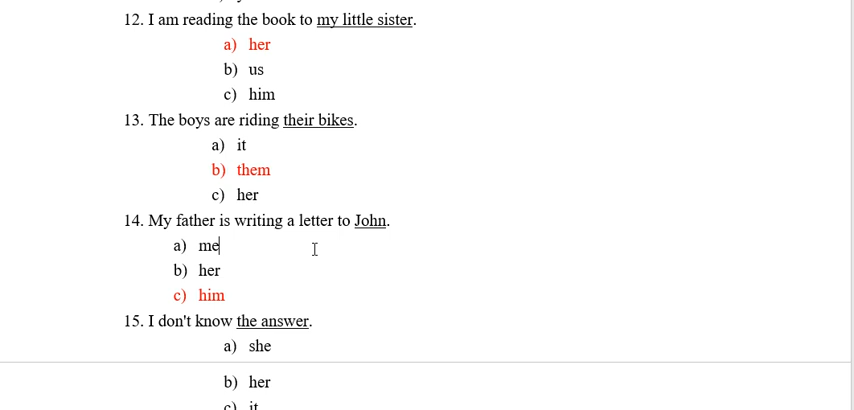 12. I am reading the book to my little sister.
a) her
b) us
c) him
13. The boys are riding their bikes.
a) it
b) them
c) her
14. My father is writing a letter to John.
a) me
b) her
c) him
15. I don't know the answer.
a) she
b) her
c) it